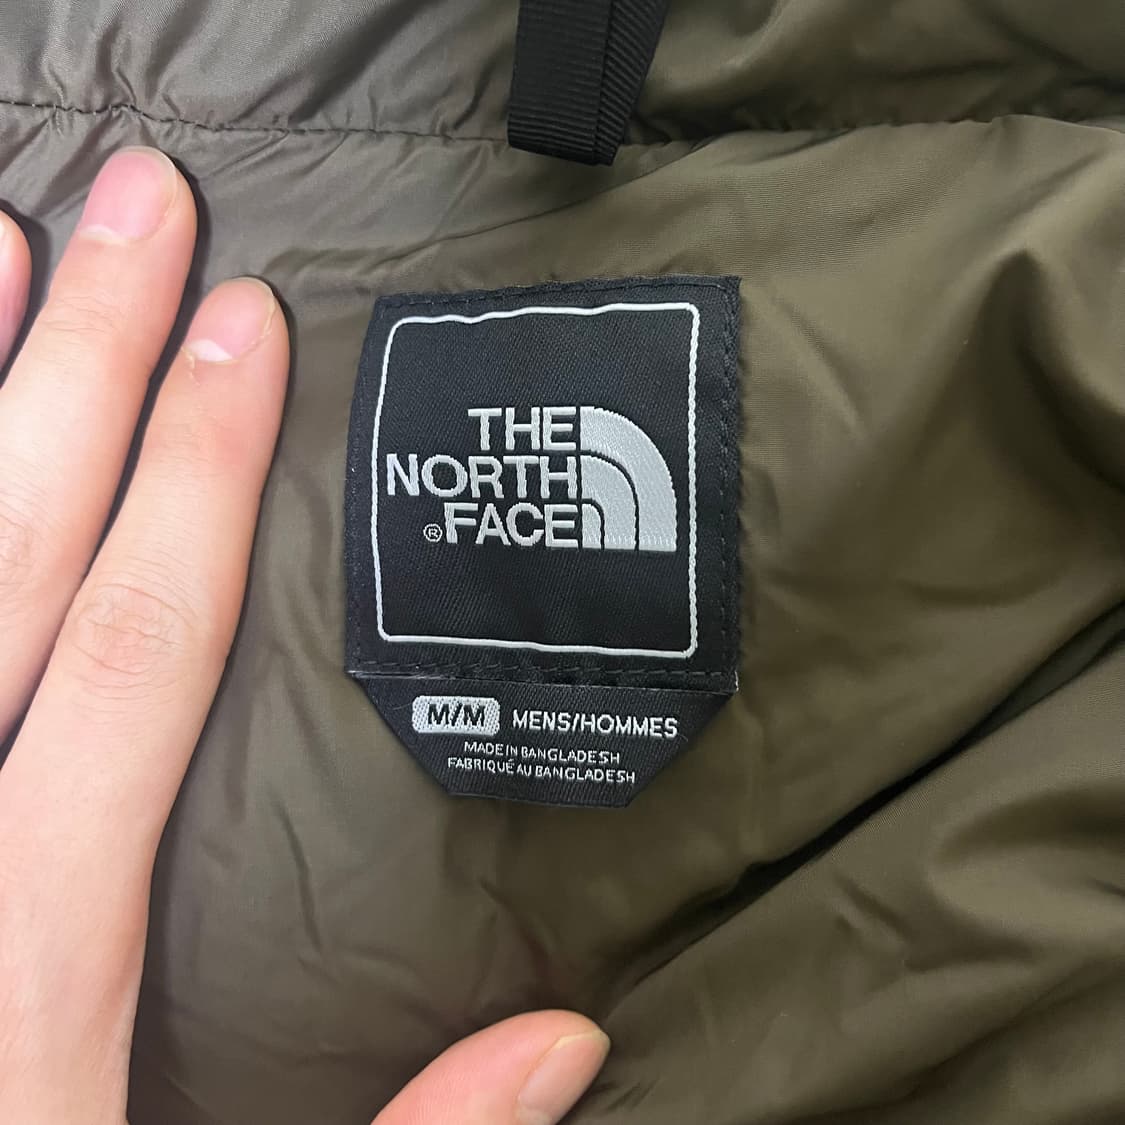 THE
NORTH
® FACE
M/M MENS/HOMMES
MADE IN BANGLADESH
FABRIQUÉ AU BANGLADESH